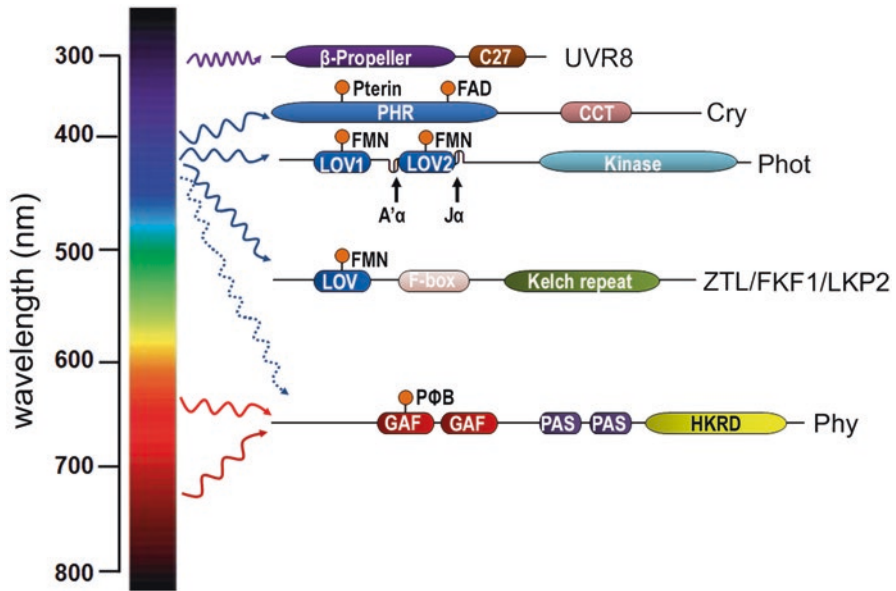 wavelength (nm)
300
400
500
600
700
800
β-Propeller C27 UVR8
Pterin FAD
PHR CCT Cry
FMN FMN
LOV1 LOV2 Kinase Phot
A'α Jα
FMN
LOV F-box Kelch repeat ZTL/FKF1/LKP2
PΦB
GAF GAF PAS PAS HKRD Phy